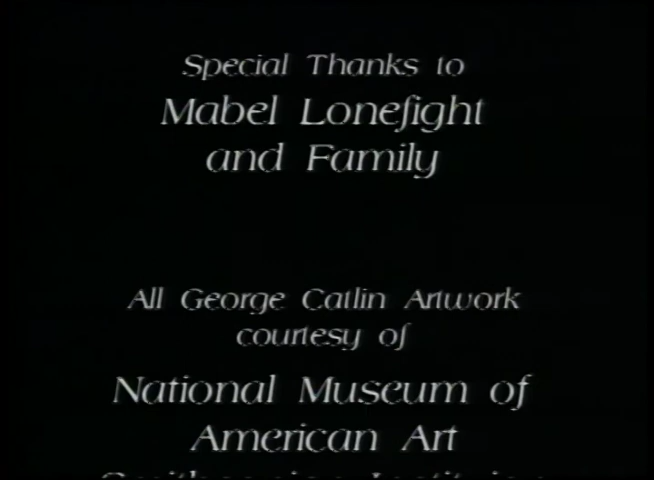 Special Thanks to
Mabel Lonefight
and Family
All George Catlin Artwork
courtesy of
National Museum of
American Art